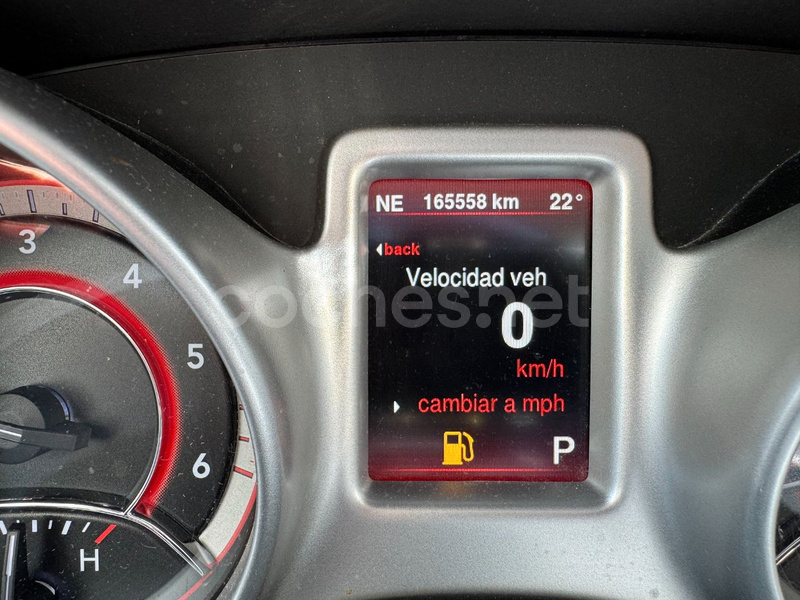 NE 165558 km 22°
back
Velocidad veh
coches.net
0
km/h
cambiar a mph
P
3
4
5
6
H